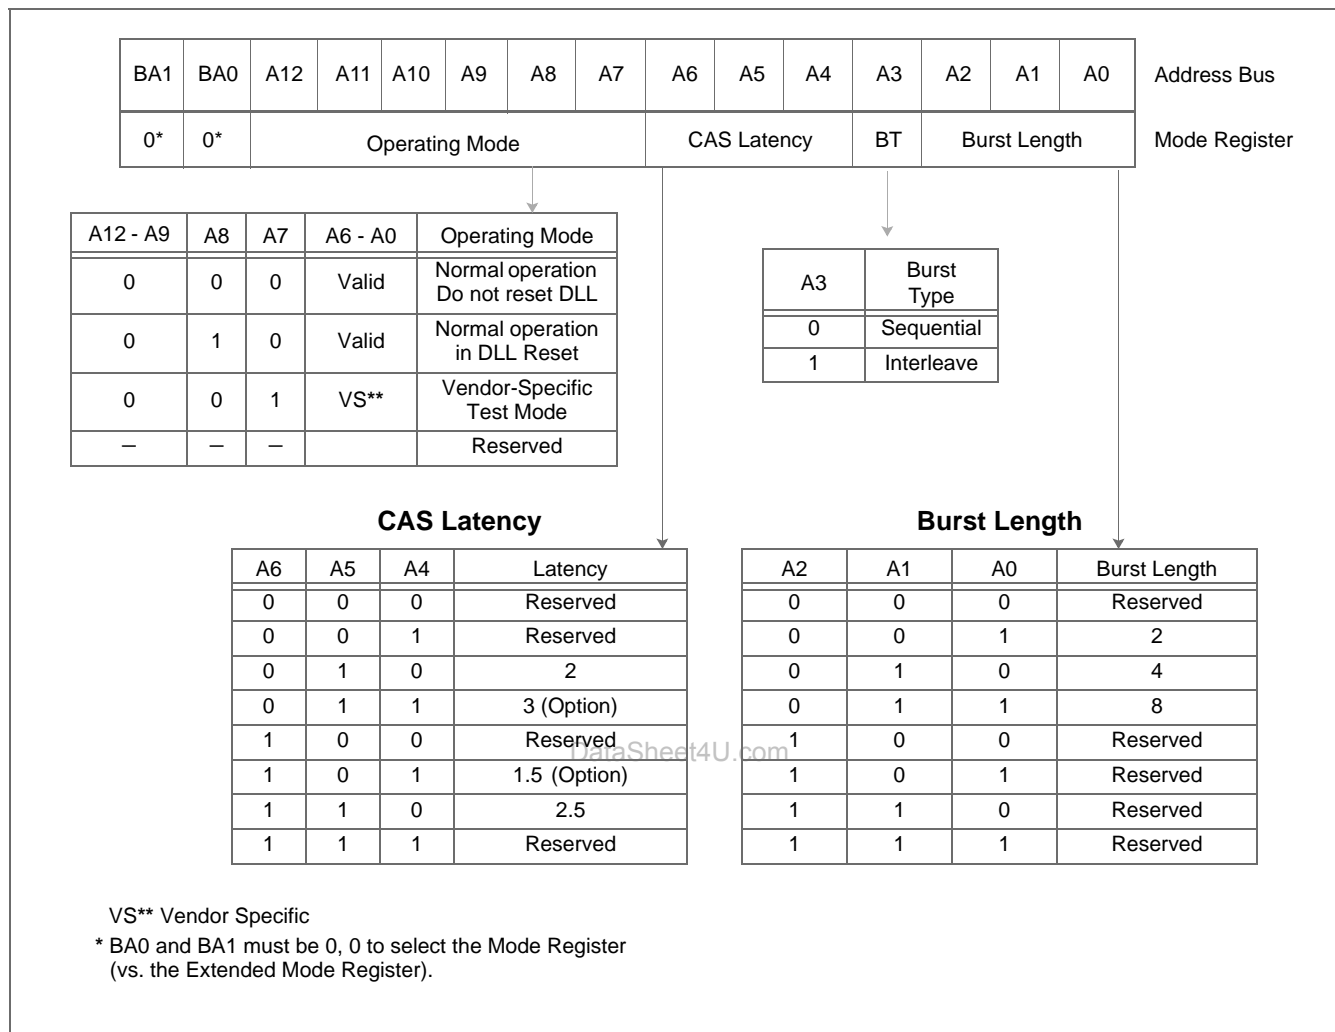 BA1 BA0 A12 A11 A10 A9 A8 A7 A6 A5 A4 A3 A2 A1 A0 Address Bus
0* 0* Operating Mode CAS Latency BT Burst Length Mode Register
A12 - A9 A8 A7 A6 - A0 Operating Mode
0 0 0 Valid Normal operation
Do not reset DLL
0 1 0 Valid Normal operation
in DLL Reset
0 0 1 VS** Vendor-Specific
Test Mode
– – – Reserved
A3 Burst
Type
0 Sequential
1 Interleave
CAS Latency
A6 A5 A4 Latency
0 0 0 Reserved
0 0 1 Reserved
0 1 0 2
0 1 1 3 (Option)
1 0 0 Reserved
1 0 1 1.5 (Option)
1 1 0 2.5
1 1 1 Reserved
Burst Length
A2 A1 A0 Burst Length
0 0 0 Reserved
0 0 1 2
0 1 0 4
0 1 1 8
1 0 0 Reserved
1 0 1 Reserved
1 1 0 Reserved
1 1 1 Reserved
DataSheet4U.com
VS** Vendor Specific
* BA0 and BA1 must be 0, 0 to select the Mode Register
(vs. the Extended Mode Register).